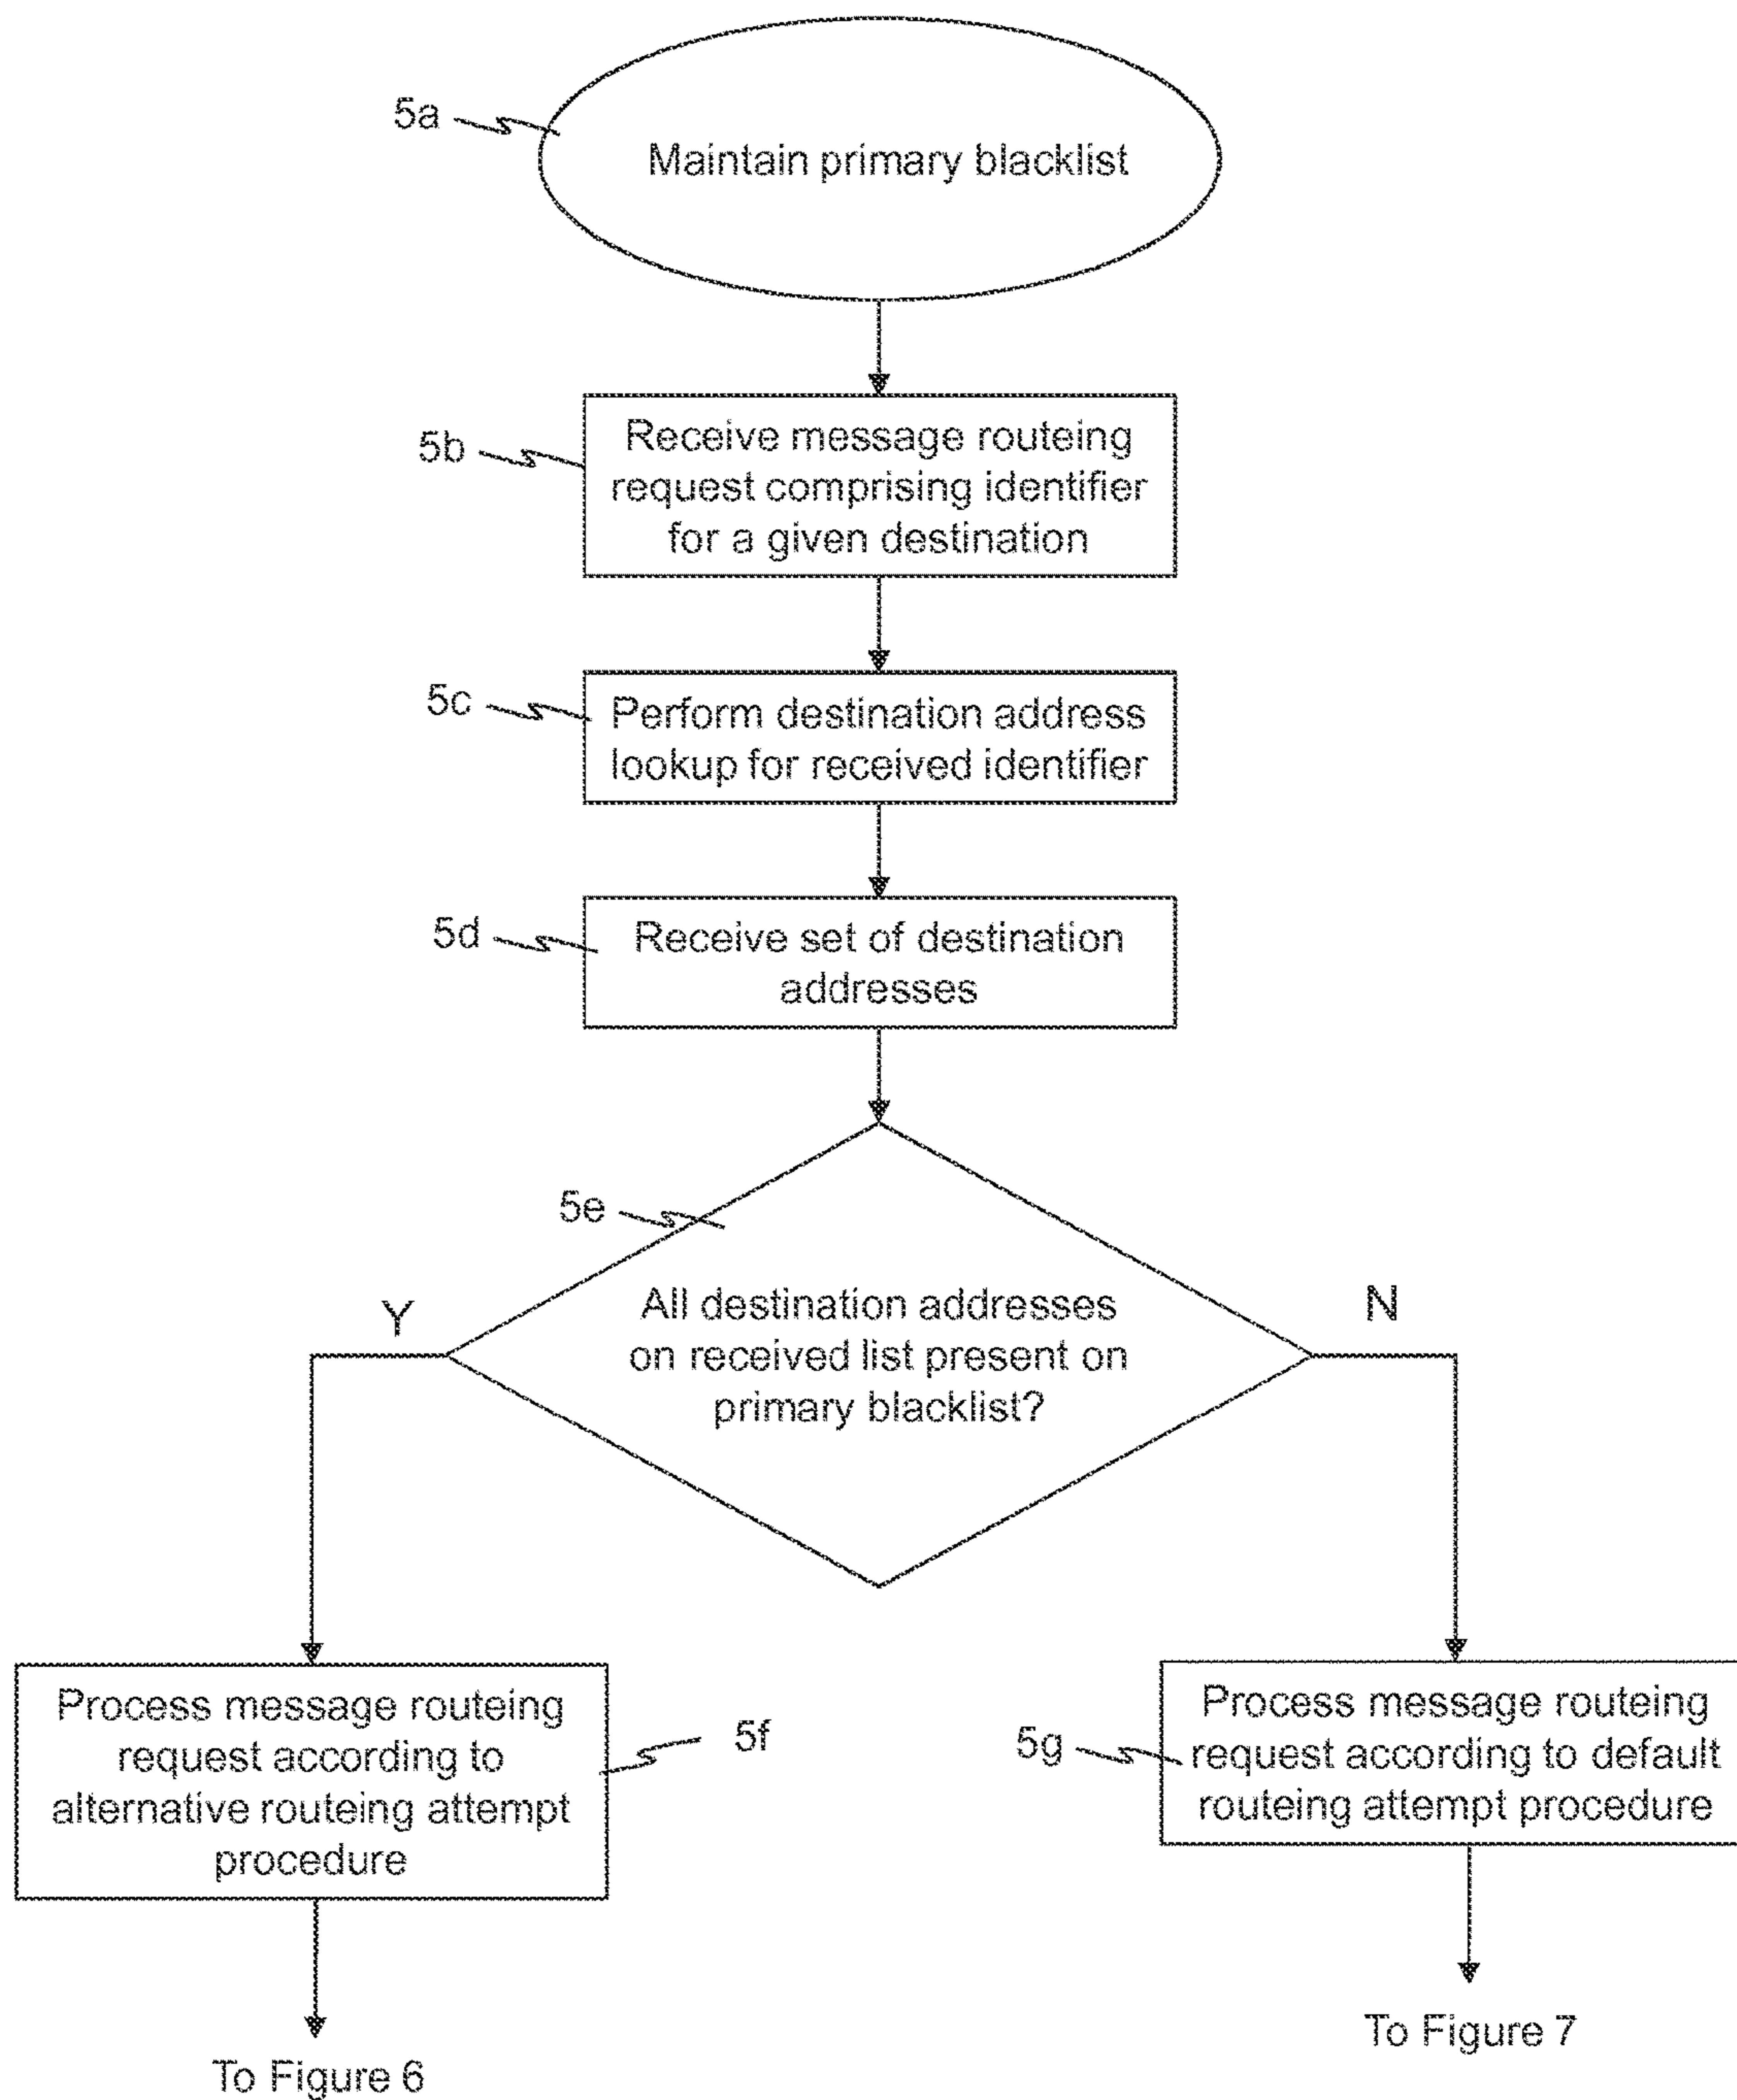 5a
Maintain primary blacklist
5b
Receive message routeing
request comprising identifier
for a given destination
5c
Perform destination address
lookup for received identifier
5d
Receive set of destination
addresses
5e
All destination addresses
on received list present on
primary blacklist?
Y
N
Process message routeing
request according to
alternative routeing attempt
procedure
5f
5g
Process message routeing
request according to default
routeing attempt procedure
To Figure 6
To Figure 7